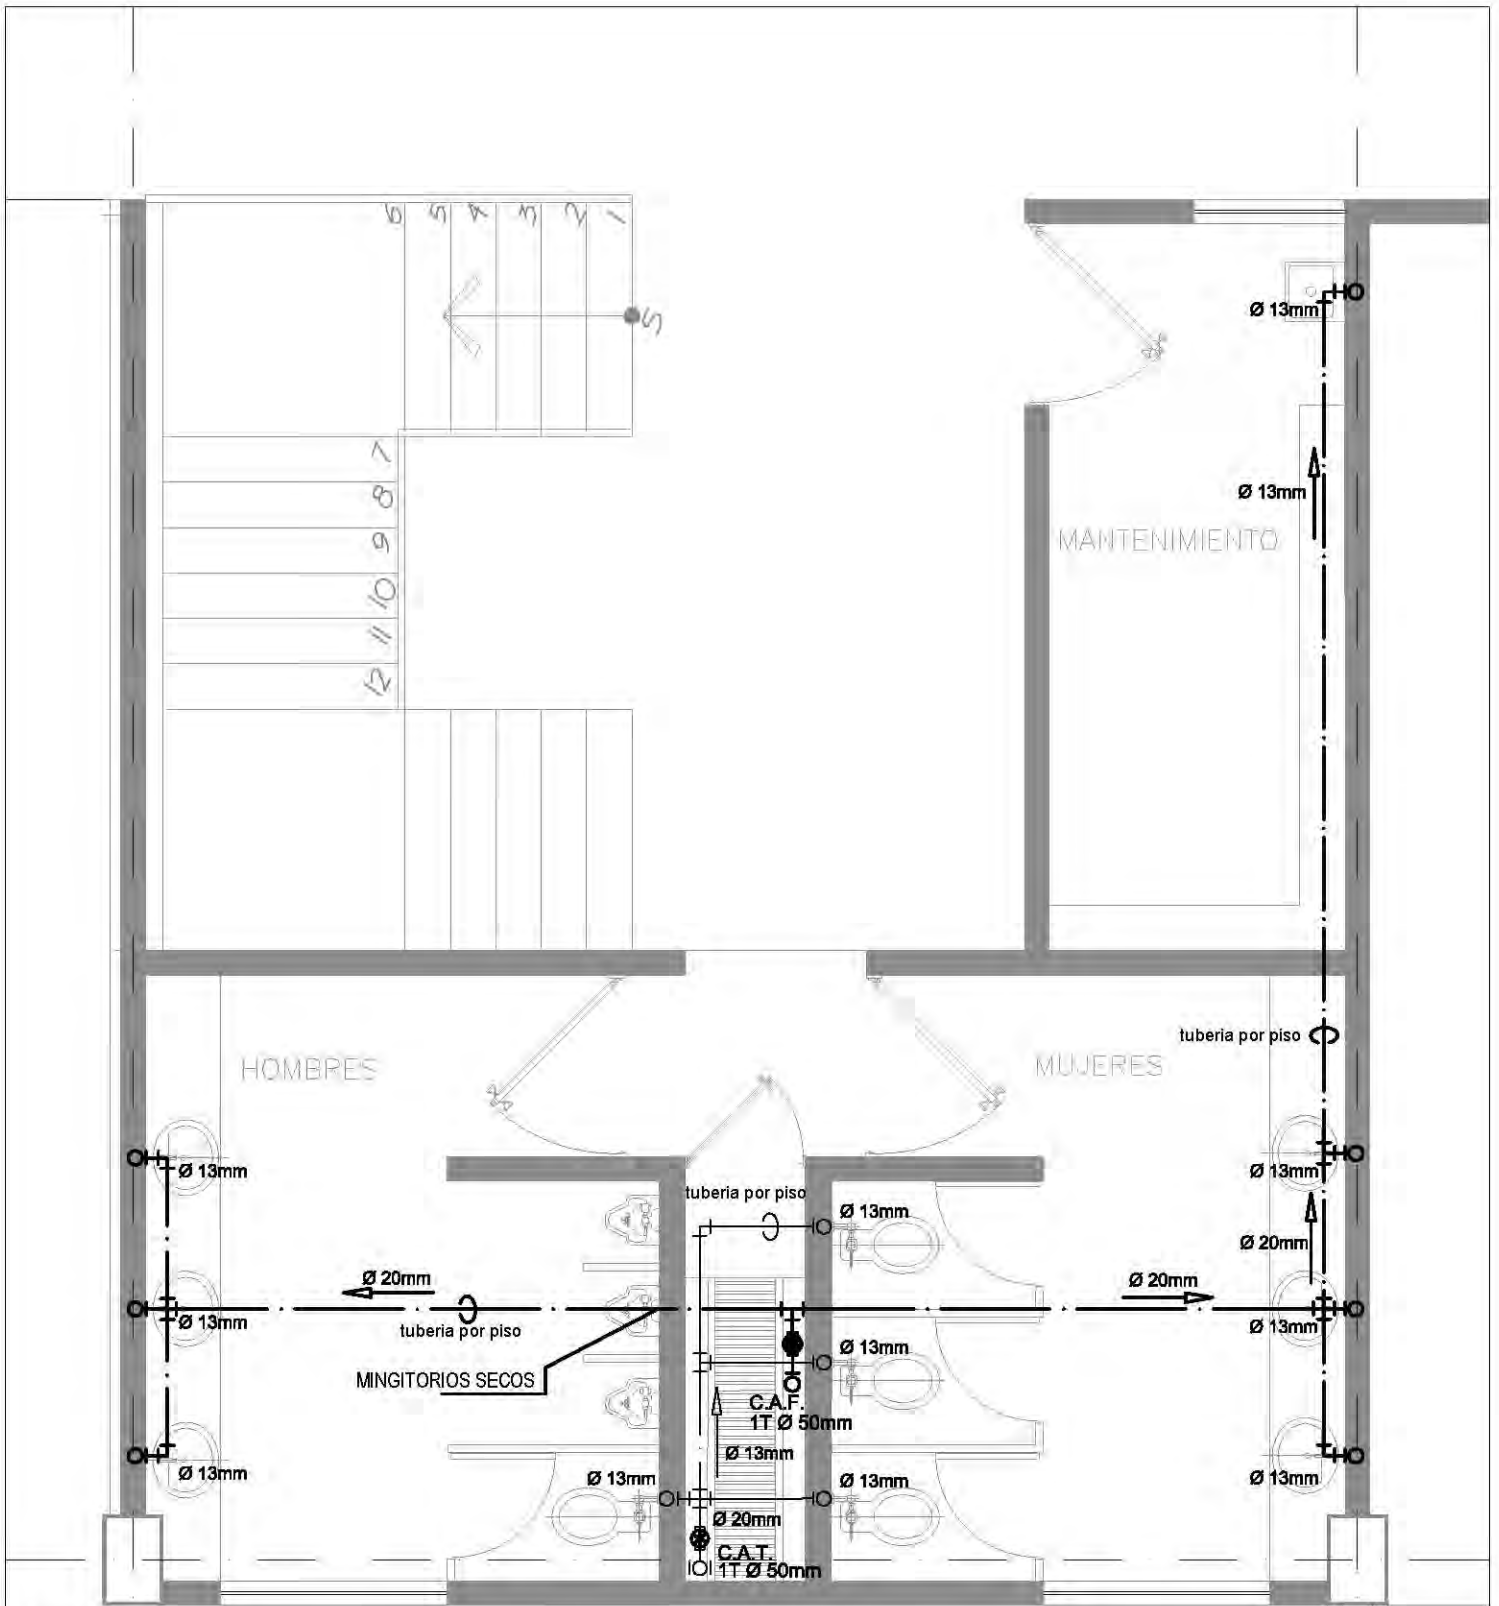 6 5 4 3 2 1
S
Ø 13mm
7
8
9
10
11
12
Ø 13mm
MANTENIMIENTO
tuberia por piso
HOMBRES
MUJERES
Ø 13mm
Ø 13mm
tuberia por piso
Ø 13mm
Ø 20mm
Ø 20mm
Ø 20mm
Ø 13mm
tuberia por piso
Ø 13mm
Ø 13mm
MINGITORIOS SECOS
C.A.F.
1T Ø 50mm
Ø 13mm
Ø 13mm
Ø 13mm
Ø 13mm
Ø 13mm
Ø 20mm
C.A.T.
1T Ø 50mm